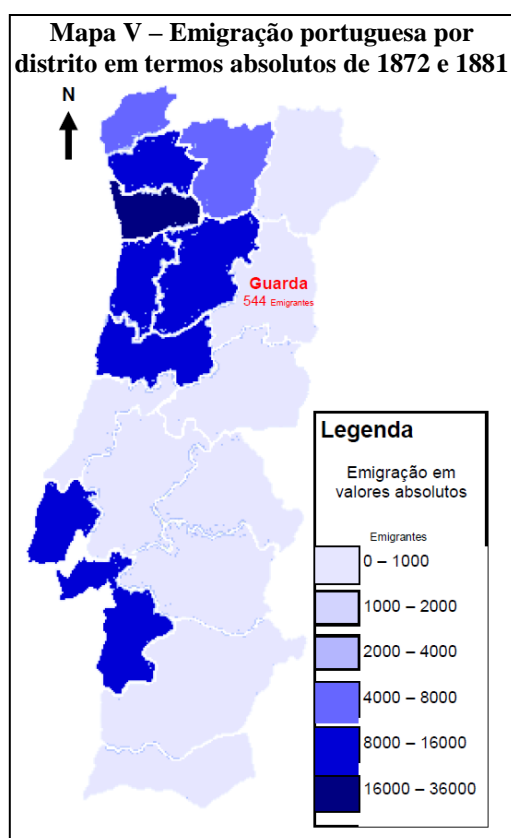 Mapa V – Emigração portuguesa por
distrito em termos absolutos de 1872 e 1881
N
Guarda
544 Emigrantes
Legenda
Emigração em
valores absolutos
Emigrantes
0 – 1000
1000 – 2000
2000 – 4000
4000 – 8000
8000 – 16000
16000 – 36000